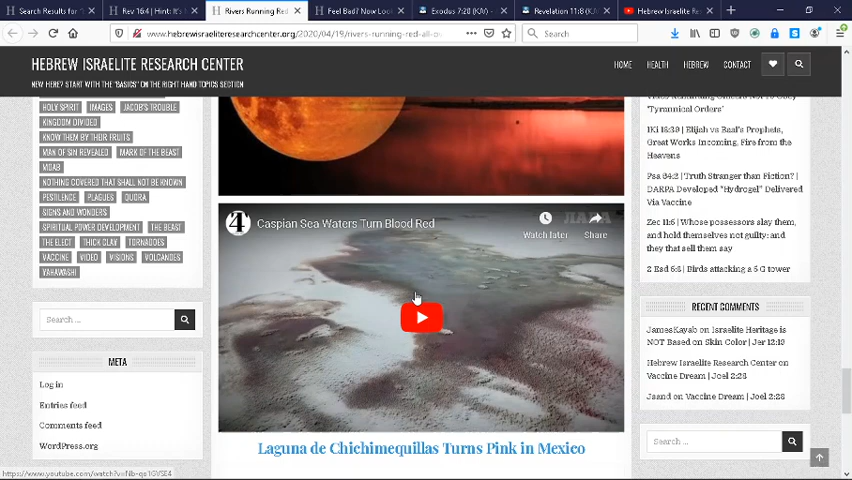 Search Results for '1
Rev 16:4 | Hint: It's
Rivers Running Red
Feel Bad? Now Look
Exodus 7:20 (KJV) -
Revelation 11:8 (KJV
Hebrew Israelite Res
www.hebrewisraeliteresearchcenter.org/2020/04/19/rivers-running-red-all-ov
Search
HEBREW ISRAELITE RESEARCH CENTER
NEW HERE? START WITH THE "BASICS" ON THE RIGHT HAND TOPICS SECTION
HOME
HEALTH
HEBREW
CONTACT
HOLY SPIRIT
IMAGES
JACOB'S TROUBLE
KINGDOM DIVIDED
KNOW THEM BY THEIR FRUITS
MAN OF SIN REVEALED
MARK OF THE BEAST
MOAB
NOTHING COVERED THAT SHALL NOT BE KNOWN
PESTILENCE
PLAGUES
QUORA
SIGNS AND WONDERS
SPIRITUAL POWER DEVELOPMENT
THE BEAST
THE ELECT
THICK CLAY
TORNADOES
VACCINE
VIDEO
VISIONS
VOLCANOES
YAHAWASHI
Search ...
META
Log in
Entries feed
Comments feed
WordPress.org
4
Caspian Sea Waters Turn Blood Red
Watch later
Share
Laguna de Chichimequillas Turns Pink in Mexico
"Tyrannical Orders"
1Ki 18:39 | Elijah vs Baal's Prophets,
Great Works Incoming, Fire from the
Heavens
Psa 64:2 | Truth Stranger than Fiction? |
DARPA Developed "Hydrogel" Delivered
Via Vaccine
Zec 11:5 | Whose possessors slay them,
and hold themselves not guilty: and
they that sell them say
2 Esd 5:6 | Birds attacking a 5 G tower
RECENT COMMENTS
JamesKayab on Israelite Heritage is
NOT Based on Skin Color | Jer 12:13
Hebrew Israelite Research Center on
Vaccine Dream | Joel 2:28
Jsand on Vaccine Dream | Joel 2:28
Search ...